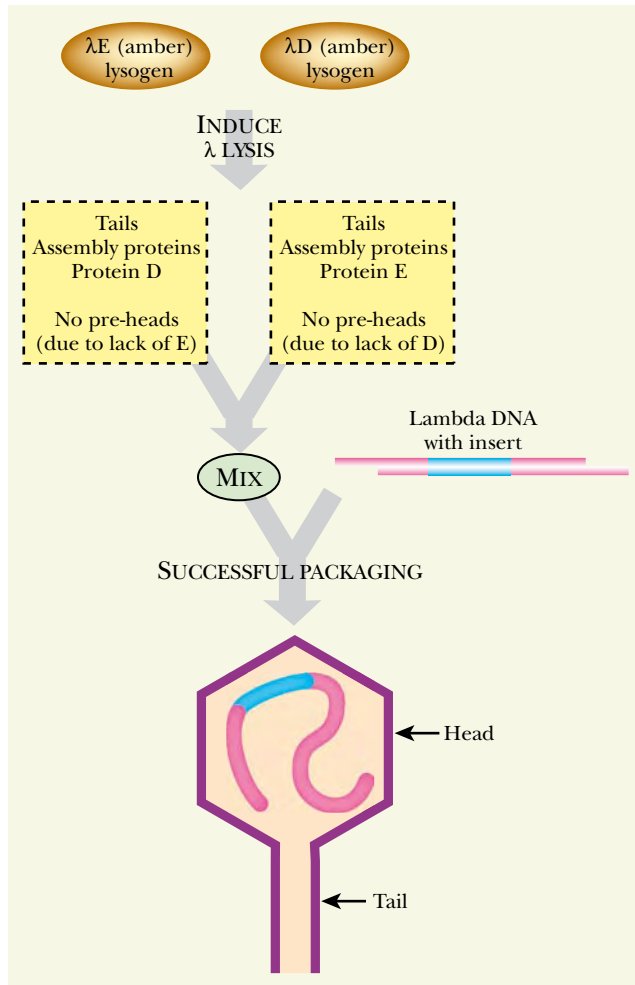 λE (amber)
lysogen
λD (amber)
lysogen
INDUCE
λ LYSIS
Tails
Assembly proteins
Protein D
No pre-heads
(due to lack of E)
Tails
Assembly proteins
Protein E
No pre-heads
(due to lack of D)
Lambda DNA
with insert
MIX
SUCCESSFUL PACKAGING
Head
Tail